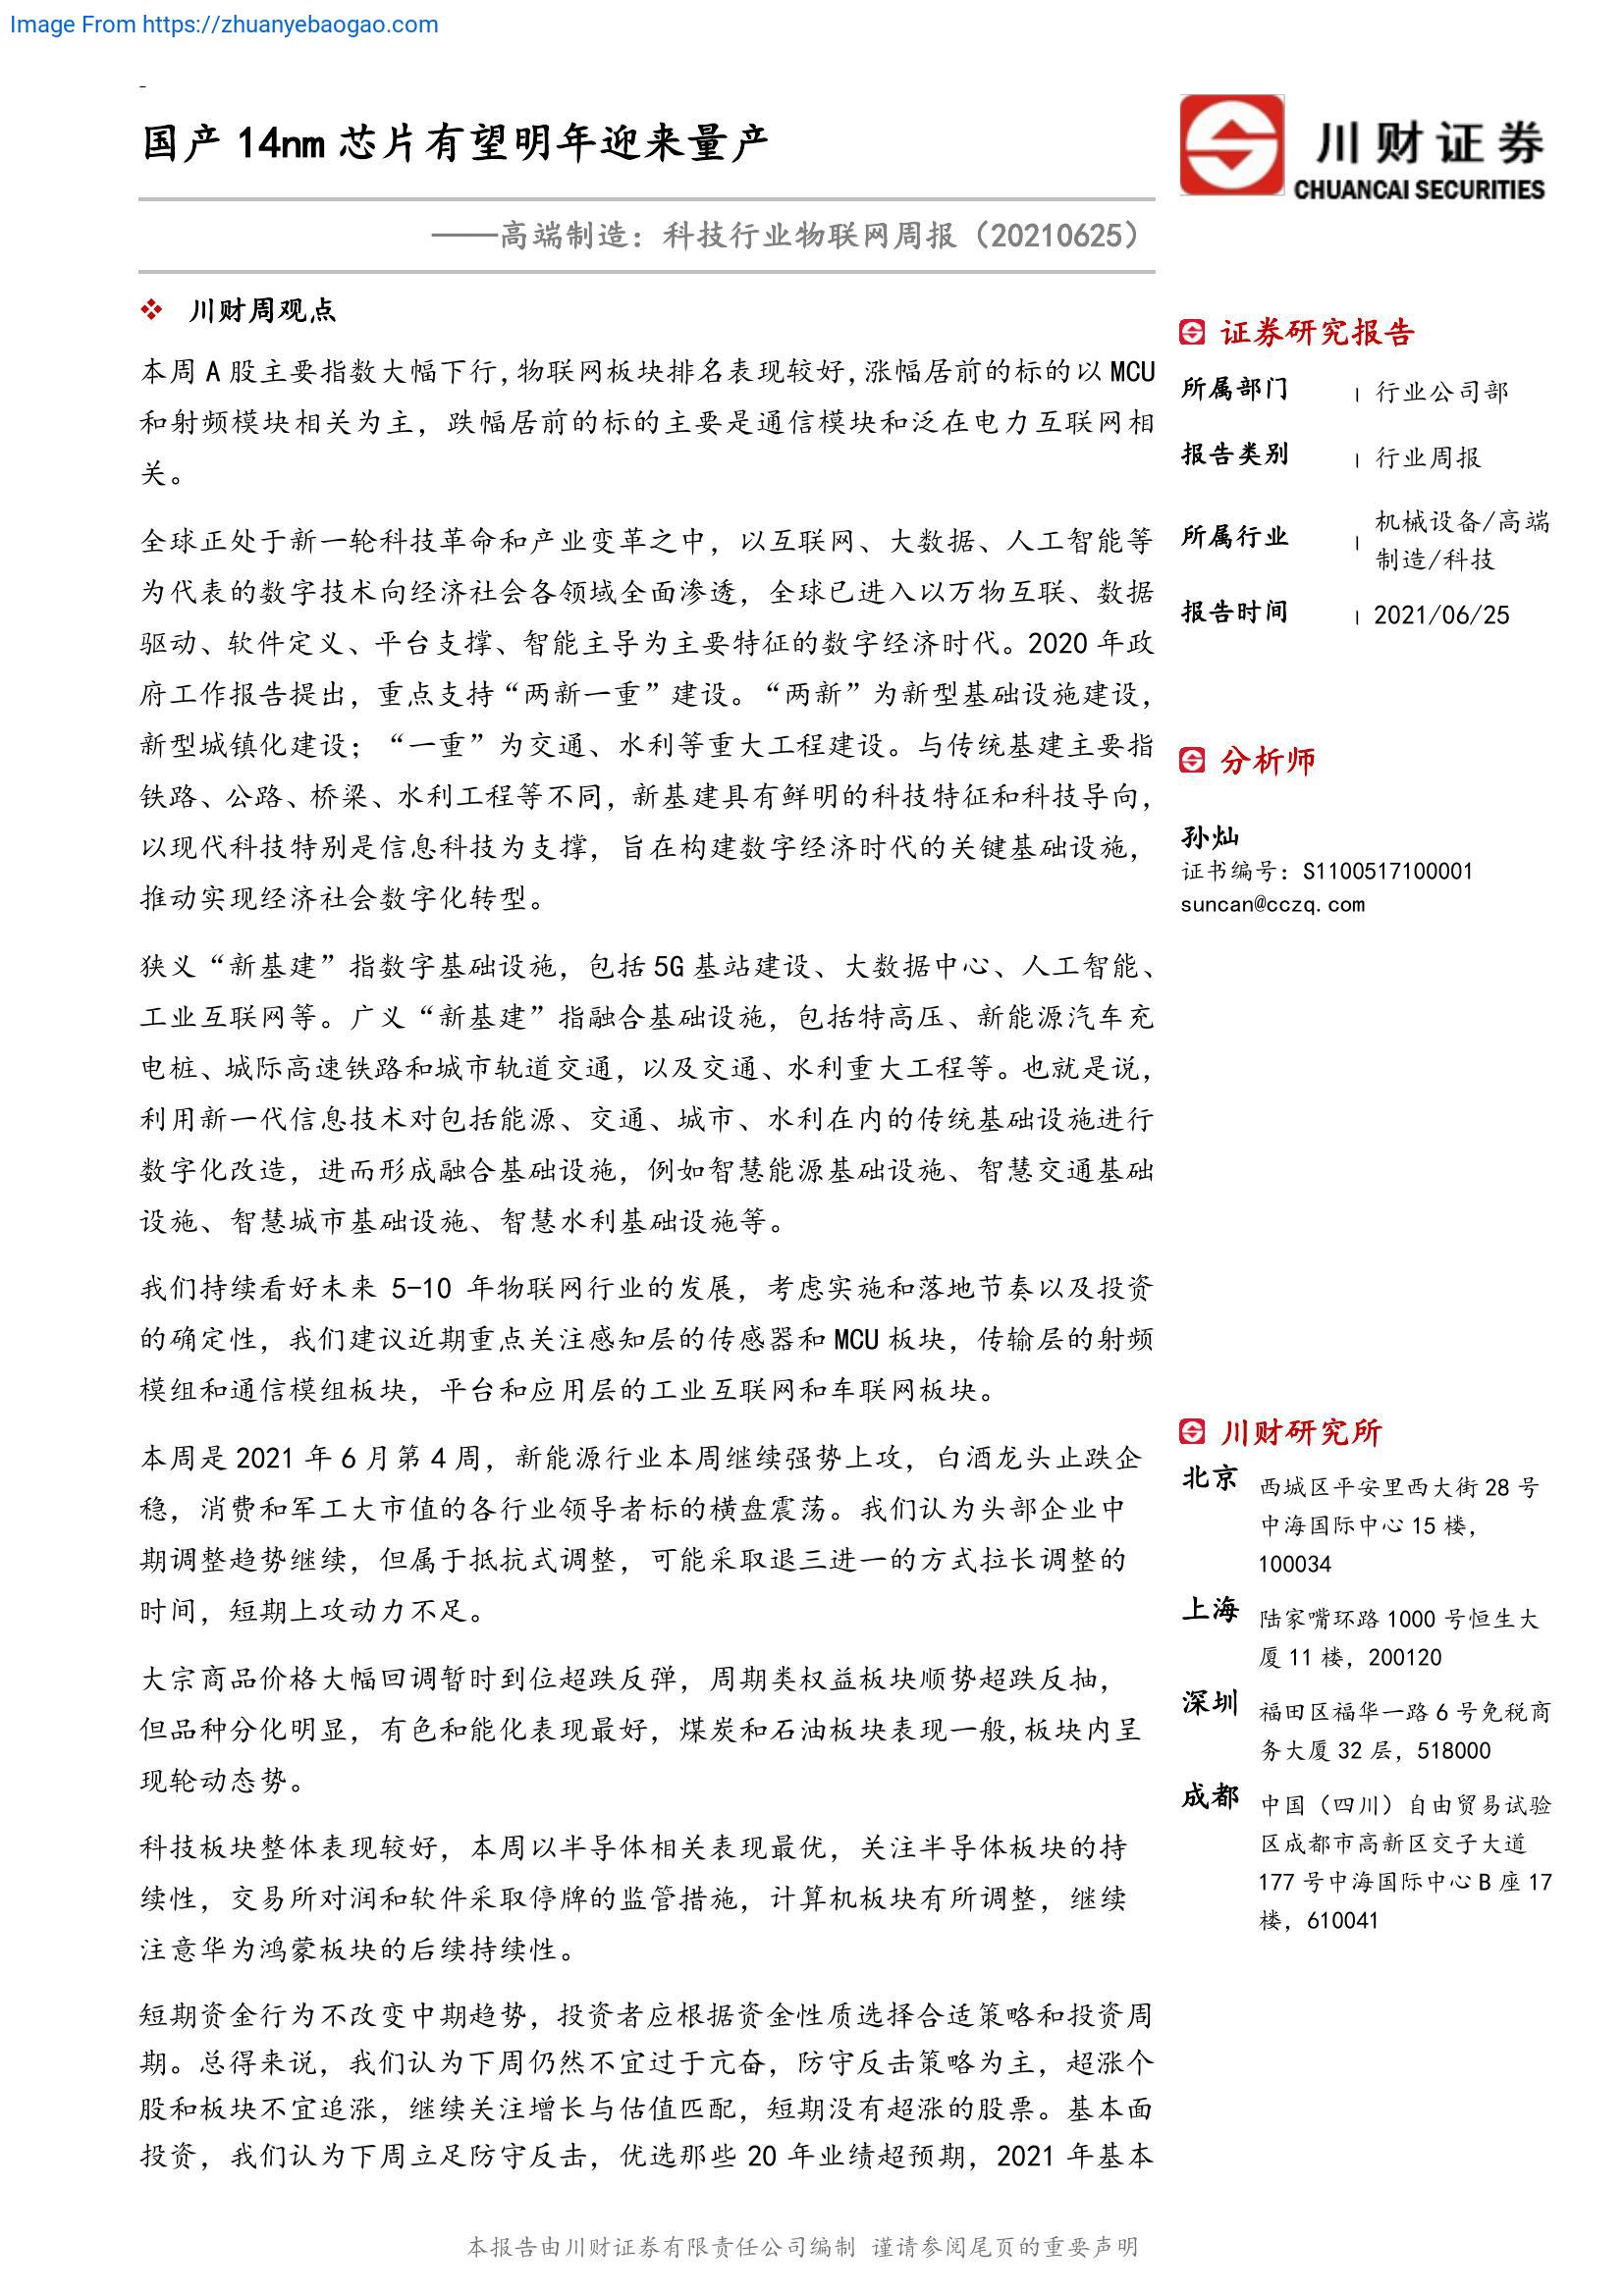 Image From https://zhuanyebaogao.com
-
国产 14nm 芯片有望明年迎来量产
——高端制造：科技行业物联网周报（20210625）
川财证券
CHUANCAI SECURITIES
川财周观点
本周 A 股主要指数大幅下行，物联网板块排名表现较好，涨幅居前的标的以 MCU
和射频模块相关为主，跌幅居前的标的主要是通信模块和泛在电力互联网相
关。
全球正处于新一轮科技革命和产业变革之中，以互联网、大数据、人工智能等
为代表的数字技术向经济社会各领域全面渗透，全球已进入以万物互联、数据
驱动、软件定义、平台支撑、智能主导为主要特征的数字经济时代。2020 年政
府工作报告提出，重点支持“两新一重”建设。“两新”为新型基础设施建设，
新型城镇化建设；“一重”为交通、水利等重大工程建设。与传统基建主要指
铁路、公路、桥梁、水利工程等不同，新基建具有鲜明的科技特征和科技导向，
以现代科技特别是信息科技为支撑，旨在构建数字经济时代的关键基础设施，
推动实现经济社会数字化转型。
狭义“新基建”指数字基础设施，包括 5G 基站建设、大数据中心、人工智能、
工业互联网等。广义“新基建”指融合基础设施，包括特高压、新能源汽车充
电桩、城际高速铁路和城市轨道交通，以及交通、水利重大工程等。也就是说，
利用新一代信息技术对包括能源、交通、城市、水利在内的传统基础设施进行
数字化改造，进而形成融合基础设施，例如智慧能源基础设施、智慧交通基础
设施、智慧城市基础设施、智慧水利基础设施等。
我们持续看好未来 5-10 年物联网行业的发展，考虑实施和落地节奏以及投资
的确定性，我们建议近期重点关注感知层的传感器和 MCU 板块，传输层的射频
模组和通信模组板块，平台和应用层的工业互联网和车联网板块。
本周是 2021 年 6 月第 4 周，新能源行业本周继续强势上攻，白酒龙头止跌企
稳，消费和军工大市值的各行业领导者标的横盘震荡。我们认为头部企业中
期调整趋势继续，但属于抵抗式调整，可能采取退三进一的方式拉长调整的
时间，短期上攻动力不足。
大宗商品价格大幅回调暂时到位超跌反弹，周期类权益板块顺势超跌反抽，
但品种分化明显，有色和能化表现最好，煤炭和石油板块表现一般，板块内呈
现轮动态势。
科技板块整体表现较好，本周以半导体相关表现最优，关注半导体板块的持
续性，交易所对润和软件采取停牌的监管措施，计算机板块有所调整，继续
注意华为鸿蒙板块的后续持续性。
短期资金行为不改变中期趋势，投资者应根据资金性质选择合适策略和投资周
期。总得来说，我们认为下周仍然不宜过于亢奋，防守反击策略为主，超涨个
股和板块不宜追涨，继续关注增长与估值匹配，短期没有超涨的股票。基本面
投资，我们认为下周立足防守反击，优选那些 20 年业绩超预期，2021 年基本
证券研究报告
所属部门 | 行业公司部
报告类别 | 行业周报
所属行业 | 机械设备/高端
制造/科技
报告时间 | 2021/06/25
分析师
孙灿
证书编号：S1100517100001
suncan@cczq.com
川财研究所
北京 西城区平安里西大街 28 号
中海国际中心 15 楼，
100034
上海 陆家嘴环路 1000 号恒生大
厦 11 楼，200120
深圳 福田区福华一路 6 号免税商
务大厦 32 层，518000
成都 中国（四川）自由贸易试验
区成都市高新区交子大道
177 号中海国际中心 B 座 17
楼，610041
本报告由川财证券有限责任公司编制 谨请参阅尾页的重要声明